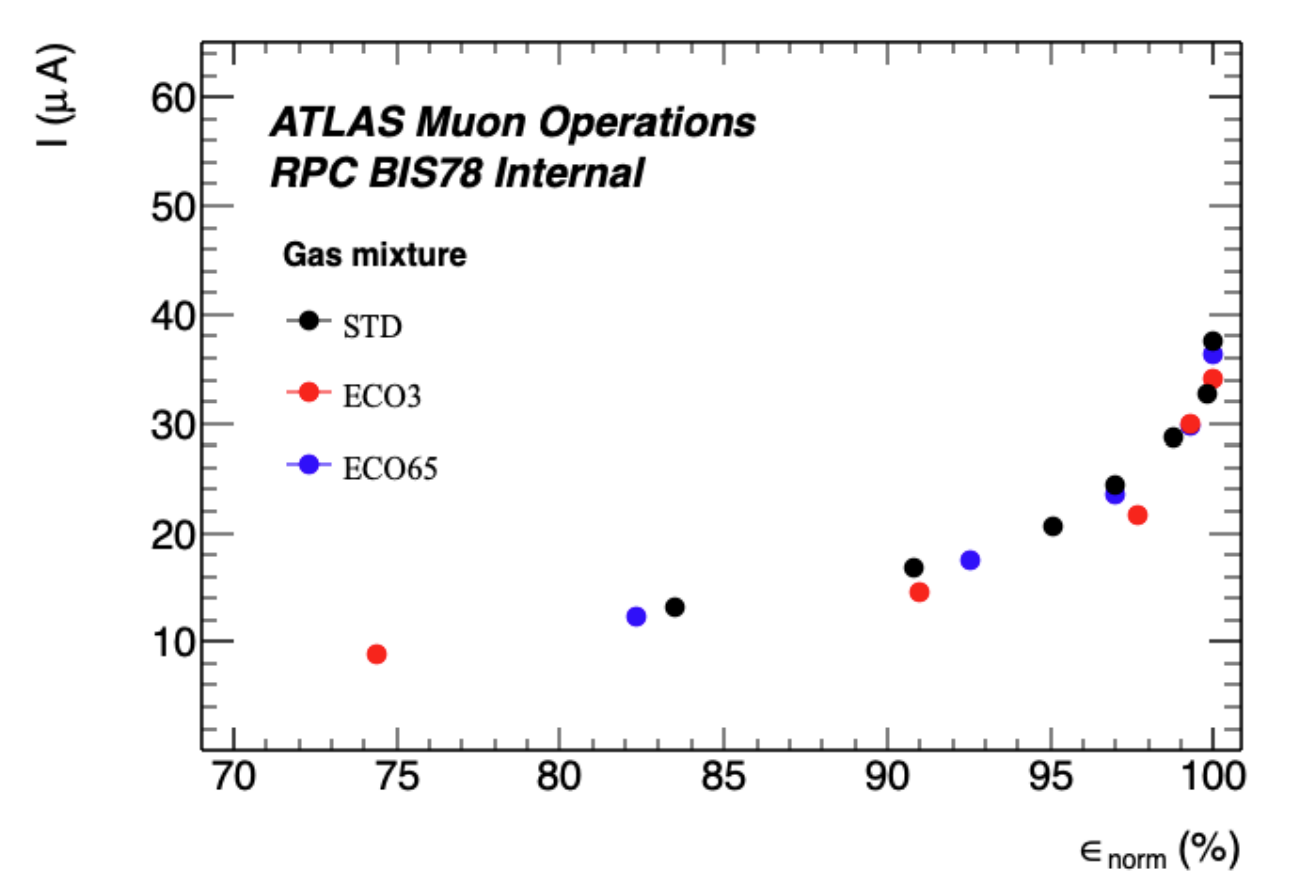 I (μA)
60
50
40
30
20
10
ATLAS Muon Operations
RPC BIS78 Internal
Gas mixture
STD
ECO3
ECO65
70 75 80 85 90 95 100
ϵnorm (%)